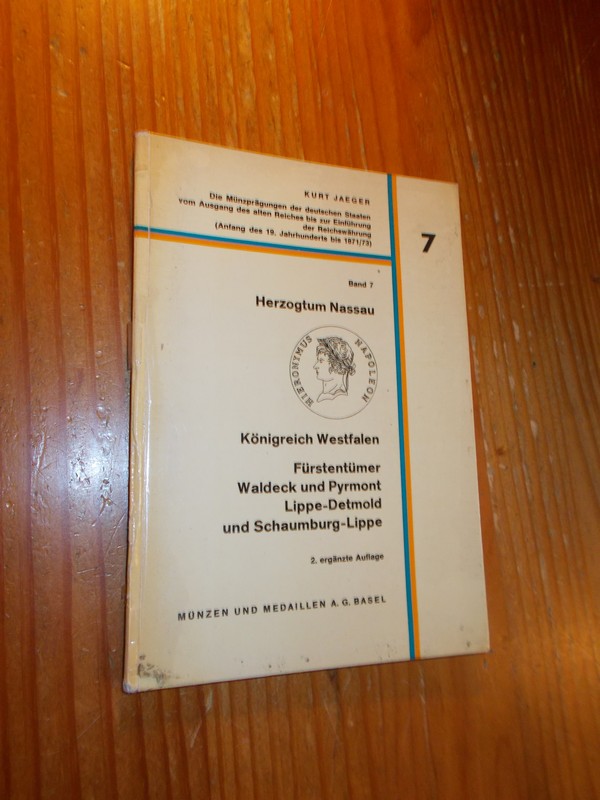 KURT JAEGER
Die Münzprägungen der deutschen Staaten
vom Ausgang des alten Reiches bis zur Einführung
der Reichswährung
(Anfang des 19. Jahrhunderts bis 1871/73)
7
Band 7
Herzogtum Nassau
HIERONYMUS NAPOLEON
Königreich Westfalen
Fürstentümer
Waldeck und Pyrmont
Lippe-Detmold
und Schaumburg-Lippe
2. ergänzte Auflage
MÜNZEN UND MEDAILLEN A. G. BASEL